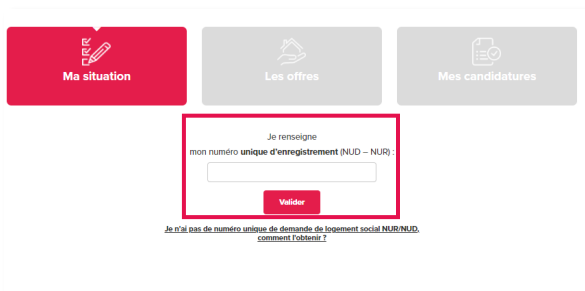 Ma situation
Les offres
Mes candidatures
Je renseigne
mon numéro unique d'enregistrement (NUD – NUR) :
Valider
Je n'ai pas de numéro unique de demande de logement social NUR/NUD,
comment l'obtenir ?